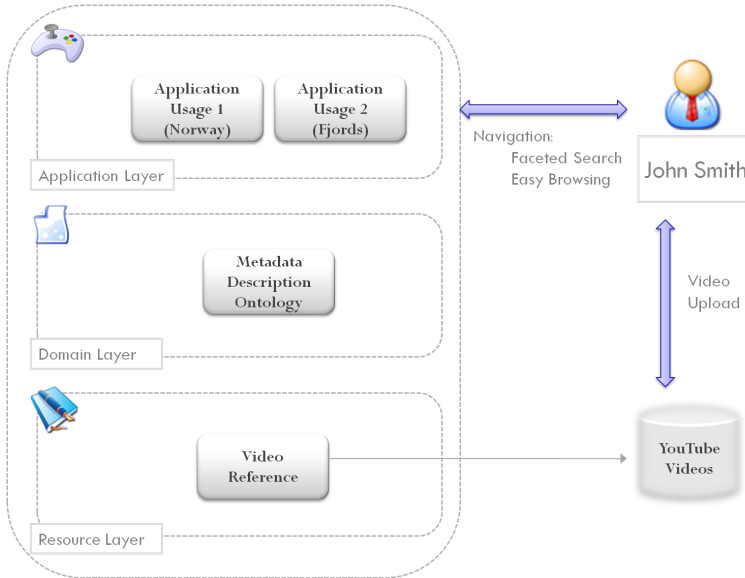 Application
Usage 1
(Norway)
Application
Usage 2
(Fjords)
Application Layer
Navigation:
Faceted Search
Easy Browsing
John Smith
Metadata
Description
Ontology
Domain Layer
Video
Upload
Video
Reference
YouTube
Videos
Resource Layer